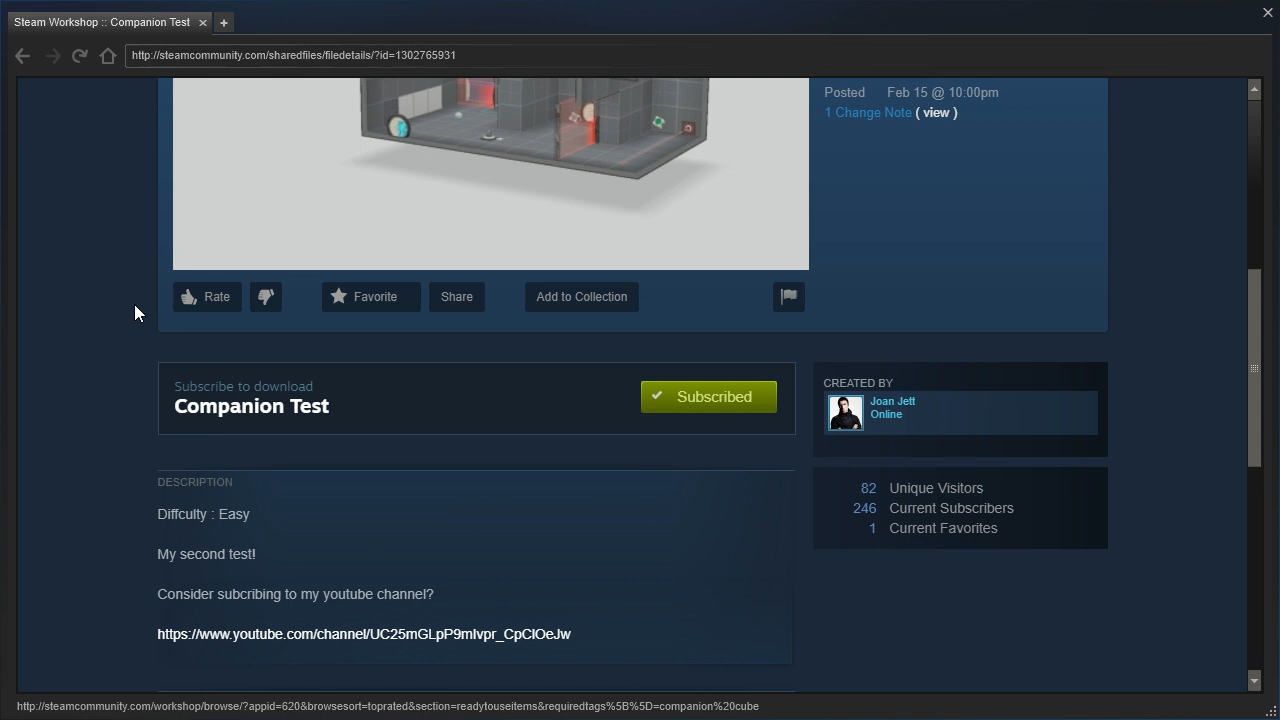 Steam Workshop :: Companion Test
http://steamcommunity.com/sharedfiles/filedetails/?id=1302765931
Posted Feb 15 @ 10:00pm
1 Change Note ( view )
Rate
Favorite
Share
Add to Collection
Subscribe to download
Companion Test
Subscribed
CREATED BY
Joan Jett
Online
DESCRIPTION
Diffculty : Easy
My second test!
Consider subcribing to my youtube channel?
https://www.youtube.com/channel/UC25mGLpP9mIvpr_CpClOeJw
82 Unique Visitors
246 Current Subscribers
1 Current Favorites
http://steamcommunity.com/workshop/browse/?appid=620&browsesort=toprated&section=readytouseitems&requiredtags%5B%5D=companion%20cube